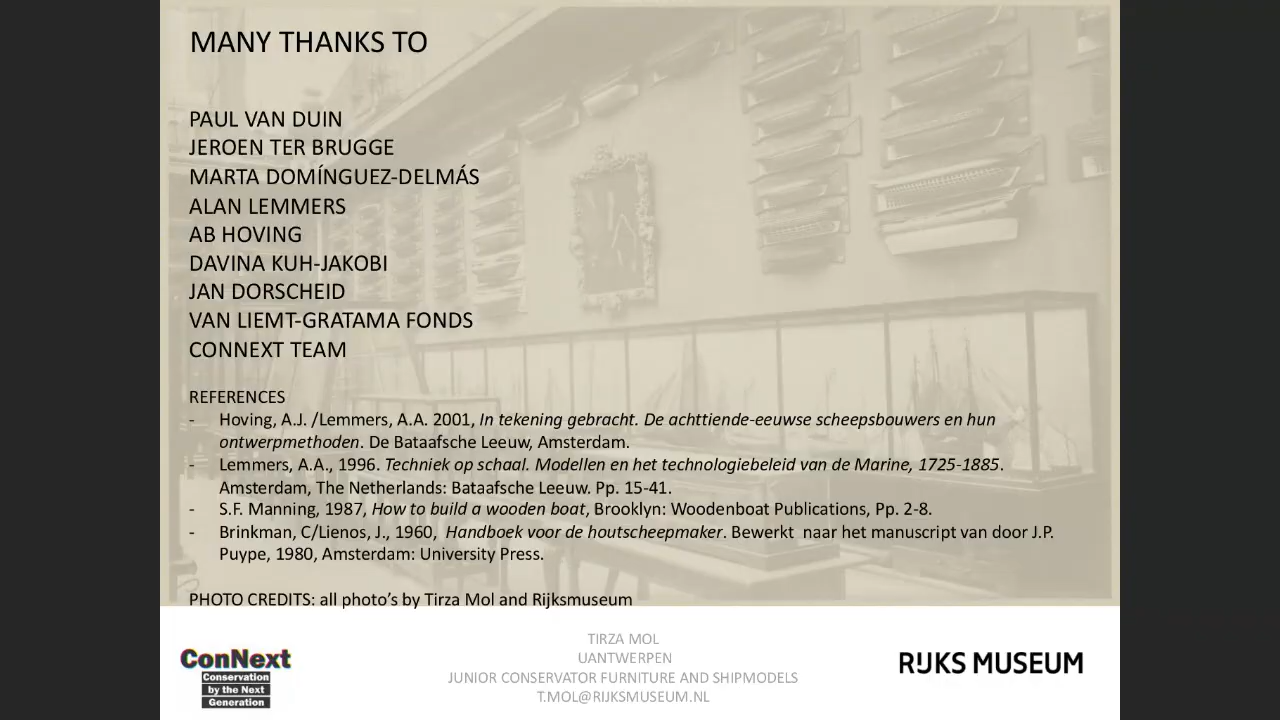 MANY THANKS TO
PAUL VAN DUIN
JEROEN TER BRUGGE
MARTA DOMÍNGUEZ-DELMÁS
ALAN LEMMERS
AB HOVING
DAVINA KUH-JAKOBI
JAN DORSCHEID
VAN LIEMT-GRATAMA FONDS
CONNEXT TEAM
REFERENCES
- Hoving, A.J. /Lemmers, A.A. 2001, In tekening gebracht. De achttiende-eeuwse scheepsbouwers en hun
ontwerpmethoden. De Bataafsche Leeuw, Amsterdam.
- Lemmers, A.A., 1996. Techniek op schaal. Modellen en het technologiebeleid van de Marine, 1725-1885.
Amsterdam, The Netherlands: Bataafsche Leeuw. Pp. 15-41.
- S.F. Manning, 1987, How to build a wooden boat, Brooklyn: Woodenboat Publications, Pp. 2-8.
- Brinkman, C/Lienos, J., 1960, Handboek voor de houtscheepmaker. Bewerkt naar het manuscript van door J.P.
Puype, 1980, Amsterdam: University Press.
PHOTO CREDITS: all photo's by Tirza Mol and Rijksmuseum
ConNext
Conservation
by the Next
Generation
TIRZA MOL
UANTWERPEN
JUNIOR CONSERVATOR FURNITURE AND SHIPMODELS
T.MOL@RIJKSMUSEUM.NL
RIJKS MUSEUM